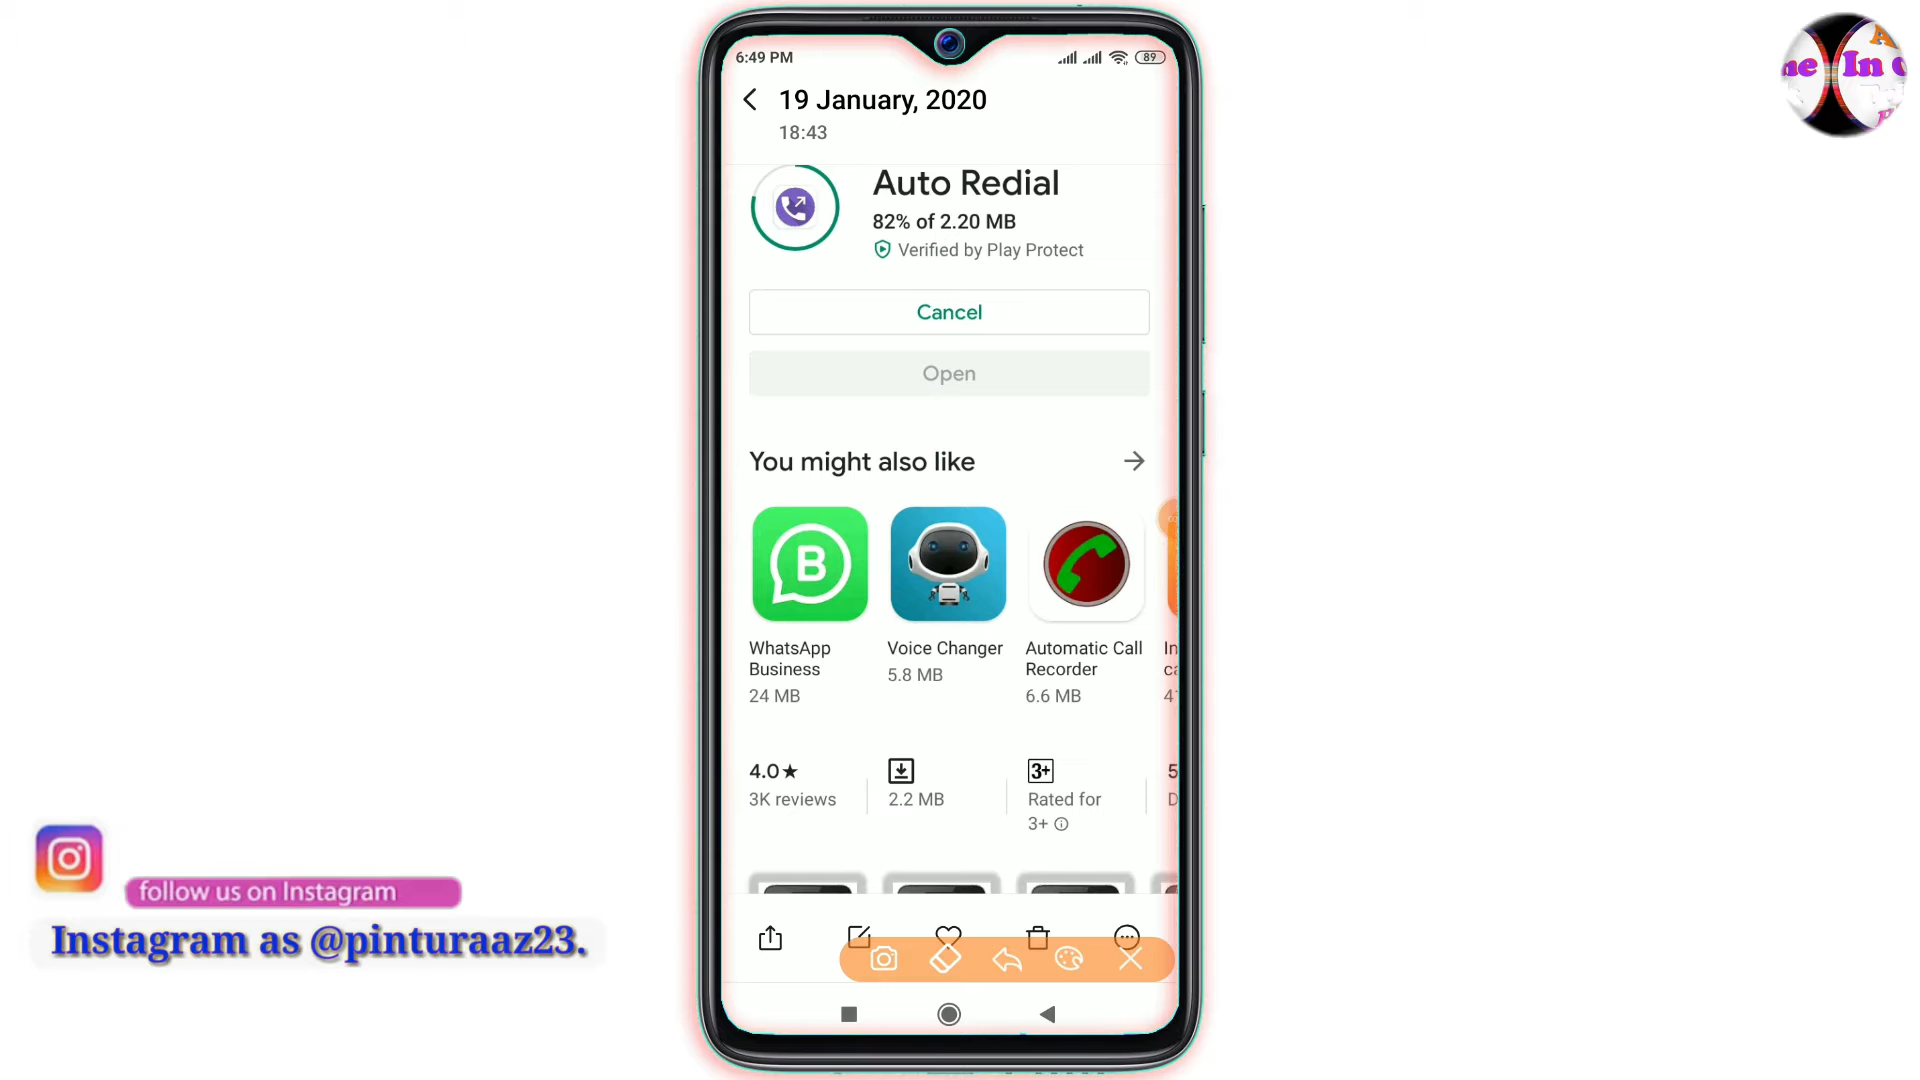 6:49 PM
89
19 January, 2020
18:43
Auto Redial
82% of 2.20 MB
Verified by Play Protect
Cancel
Open
You might also like
B
WhatsApp Business
24 MB
Voice Changer
5.8 MB
Automatic Call Recorder
6.6 MB
4.0★
3K reviews
2.2 MB
3+
Rated for
3+
follow us on Instagram
Instagram as @pinturaaz23.
In